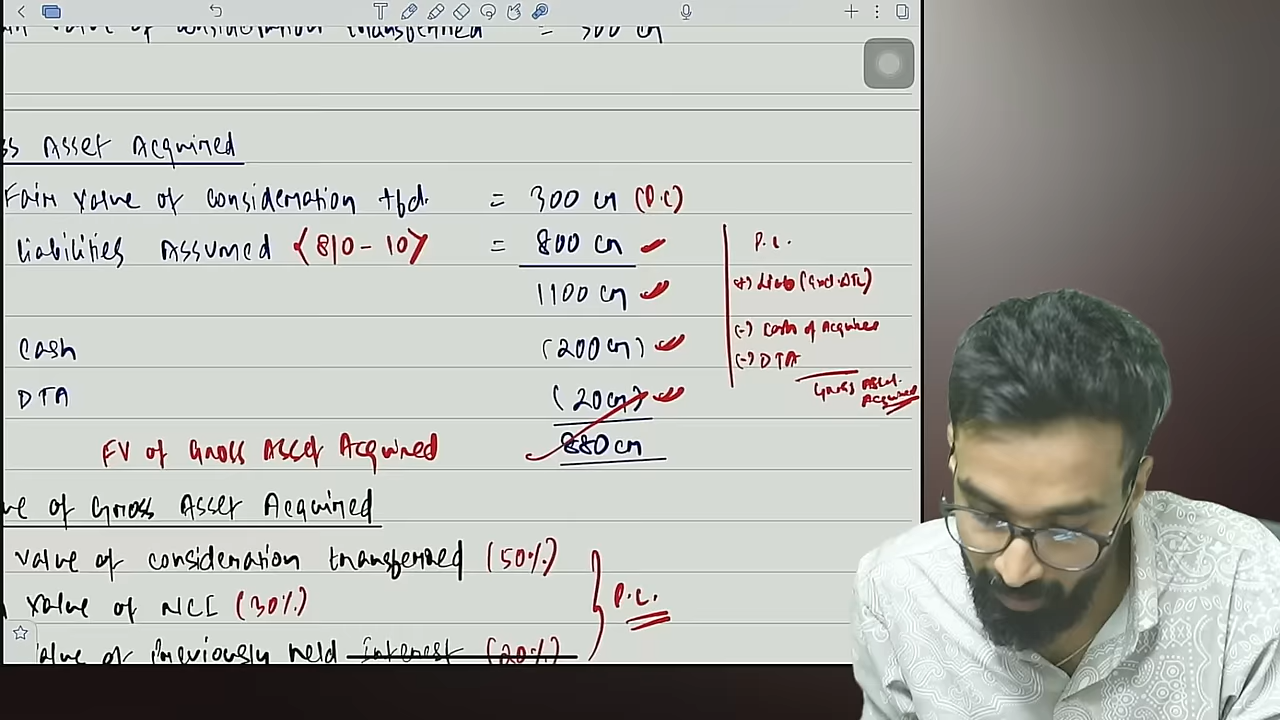 value of consideration transferred = 300 cr
ss Asset Acquired
Fair value of consideration tfd. = 300 cr (P.C)
Liabilities Assumed {810-10} = 800 cr
1100 cr
Cash (200 cr)
DTA (20 cr)
FV of Gross Asset Acquired 880 cr
P.C.
(+) Liab (Excl. DTL)
(-) Cash of Acquiree
(-) DTA
Gross Asset
Acquired
ue of Gross Asset Acquired
value of consideration transferred (50%)
value of NCI (30%)
P.C.
alue of Previously held interest (20%)